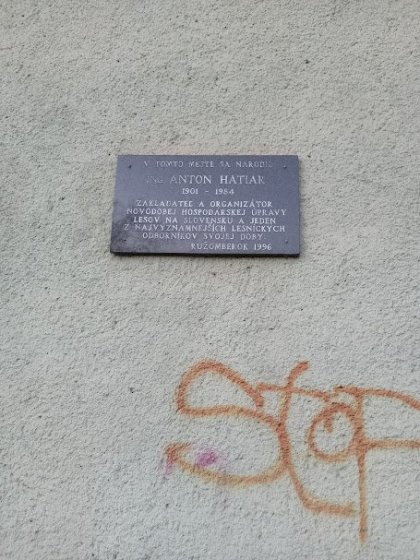 V TOMTO MESTE SA NARODIL
ING. ANTON HATIAR
1901 - 1984
ZAKLADATEĽ A ORGANIZÁTOR
NOVODOBEJ HOSPODÁRSKEJ ÚPRAVY
LESOV NA SLOVENSKU A JEDEN
Z NAJVÝZNAMNEJŠÍCH LESNÍCKYCH
ODBORNÍKOV SVOJEJ DOBY.
RUŽOMBEROK 1996